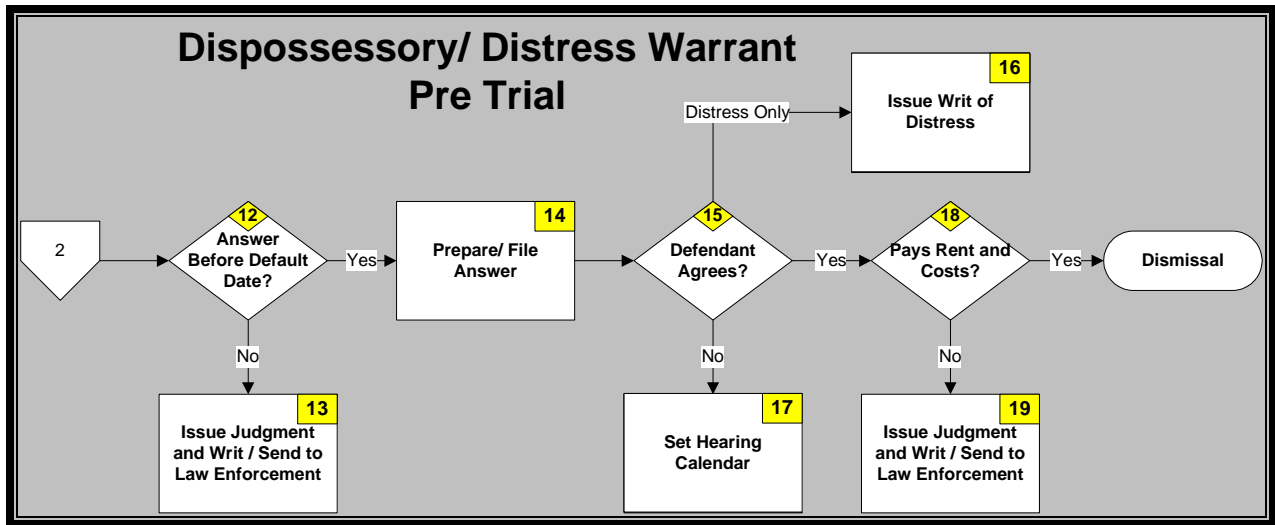 Dispossessory/ Distress Warrant
Pre Trial
16
Issue Writ of
Distress
Distress Only
2
12
Answer
Before Default
Date?
Yes
14
Prepare/ File
Answer
15
Defendant
Agrees?
Yes
18
Pays Rent and
Costs?
Yes
Dismissal
No
No
No
13
Issue Judgment
and Writ / Send to
Law Enforcement
17
Set Hearing
Calendar
19
Issue Judgment
and Writ / Send to
Law Enforcement